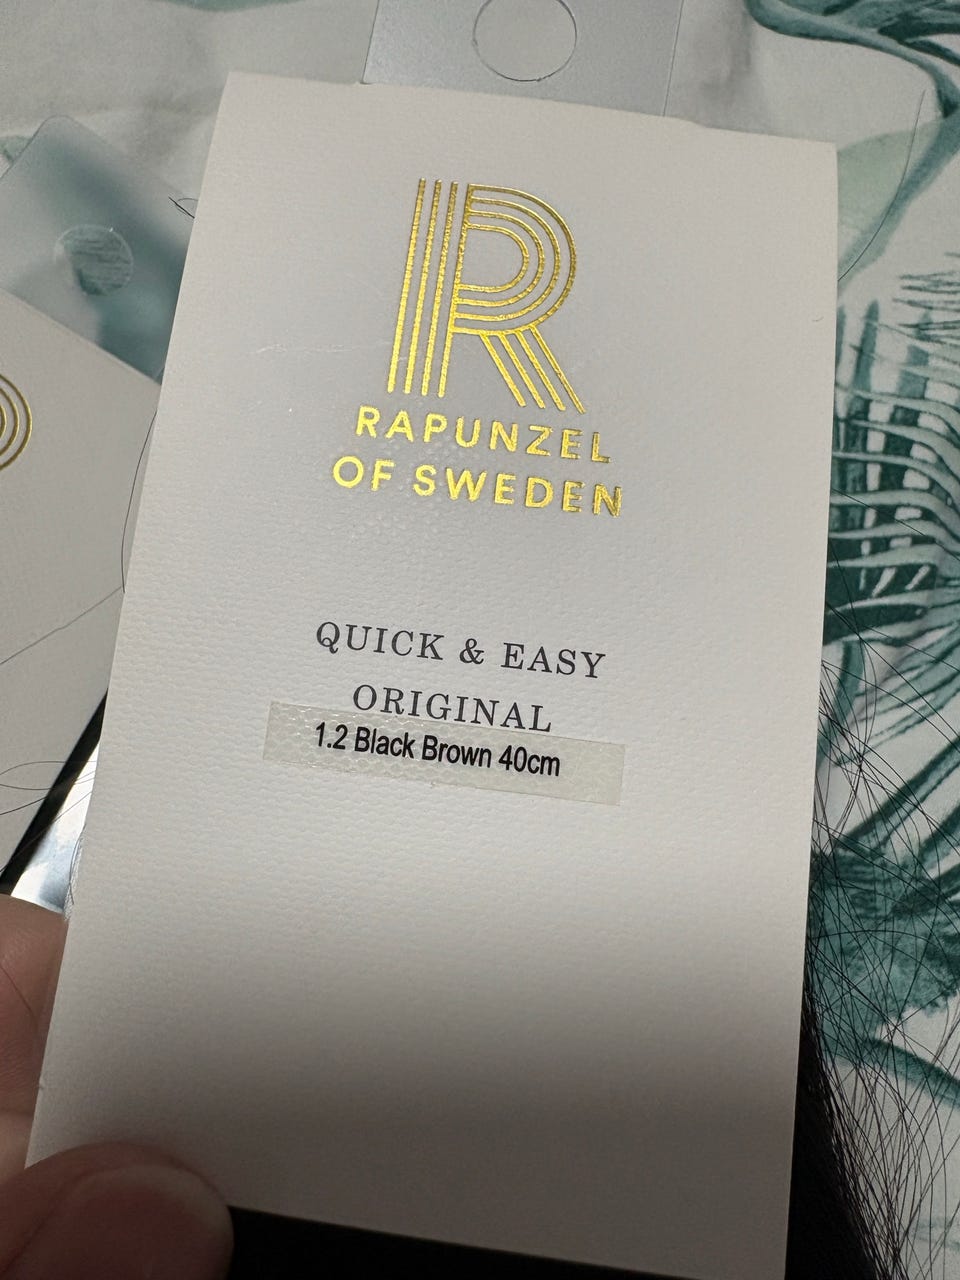 R
RAPUNZEL
OF SWEDEN
QUICK & EASY
ORIGINAL
1.2 Black Brown 40cm